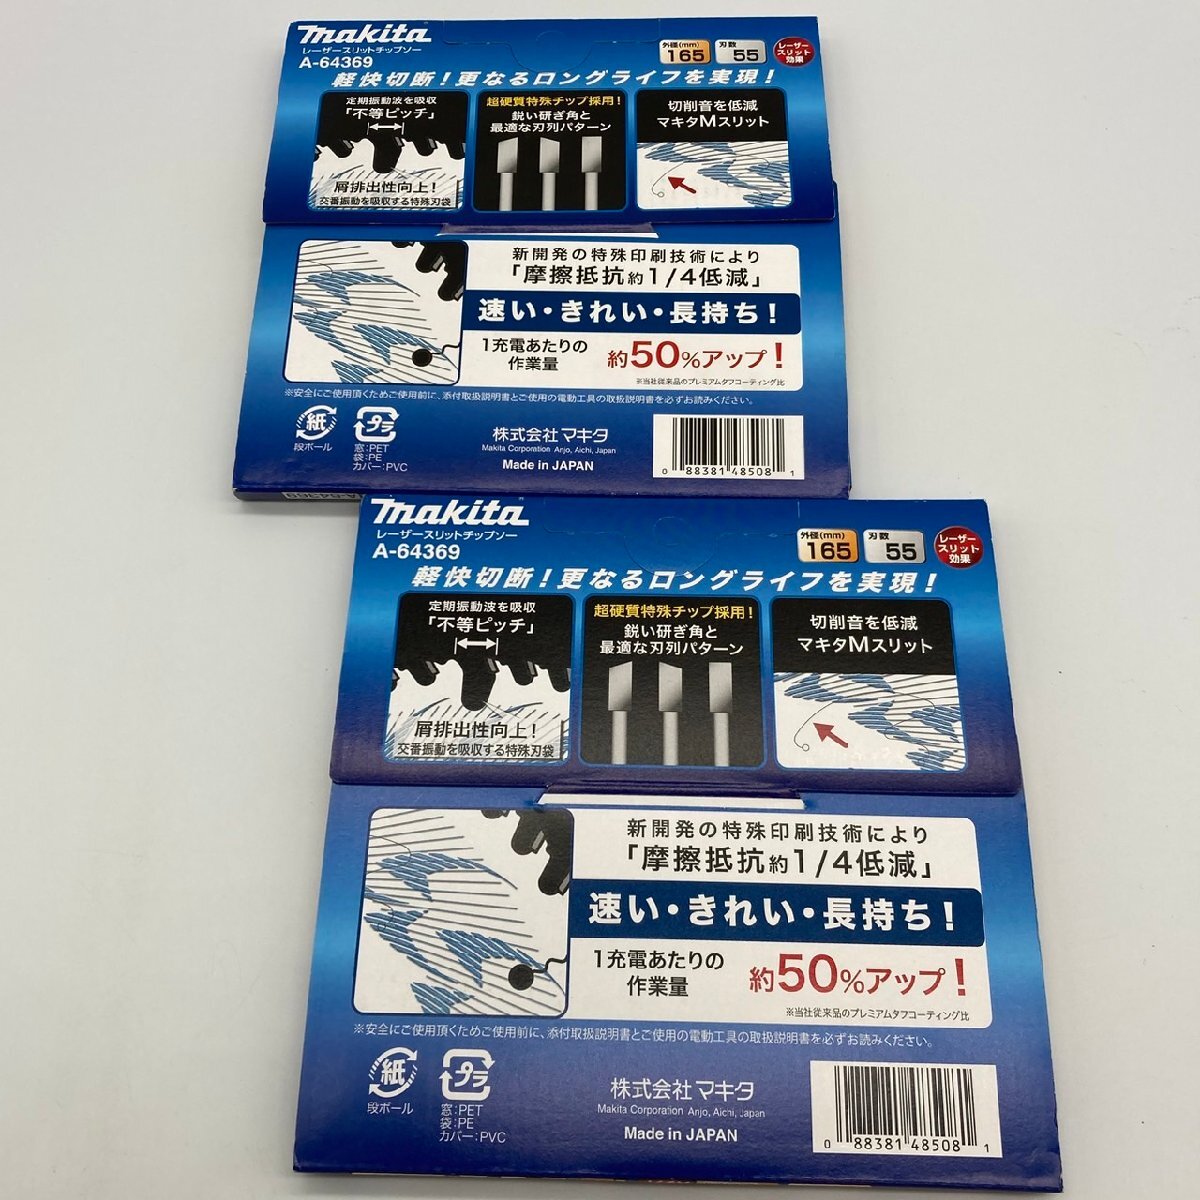 makita
レーザースリットチップソー
A-64369
外径(mm)
165
刃数
55
レーザー
スリット
効果
軽快切断！更なるロングライフを実現！
定期振動波を吸収
「不等ピッチ」
屑排出性向上！
交番振動を吸収する特殊刃袋
超硬質特殊チップ採用！
鋭い研ぎ角と
最適な刃列パターン
切削音を低減
マキタMスリット
新開発の特殊印刷技術により
「摩擦抵抗約1/4低減」
速い・きれい・長持ち！
1充電あたりの
作業量
約50%アップ！
※当社従来品のプレミアムタフコーティング比
※安全にご使用頂くためご使用前に、添付取扱説明書とご使用の電動工具の取扱説明書を必ずお読みください。
紙
段ボール
プラ
窓:PET
袋:PE
カバー:PVC
株式会社マキタ
Makita Corporation Anjo, Aichi, Japan
Made in JAPAN
0 88381 48508 1
A-64369
makita
レーザースリットチップソー
A-64369
外径(mm)
165
刃数
55
レーザー
スリット
効果
軽快切断！更なるロングライフを実現！
定期振動波を吸収
「不等ピッチ」
屑排出性向上！
交番振動を吸収する特殊刃袋
超硬質特殊チップ採用！
鋭い研ぎ角と
最適な刃列パターン
切削音を低減
マキタMスリット
新開発の特殊印刷技術により
「摩擦抵抗約1/4低減」
速い・きれい・長持ち！
1充電あたりの
作業量
約50%アップ！
※当社従来品のプレミアムタフコーティング比
※安全にご使用頂くためご使用前に、添付取扱説明書とご使用の電動工具の取扱説明書を必ずお読みください。
紙
段ボール
プラ
窓:PET
袋:PE
カバー:PVC
株式会社マキタ
Makita Corporation Anjo, Aichi, Japan
Made in JAPAN
0 88381 48508 1